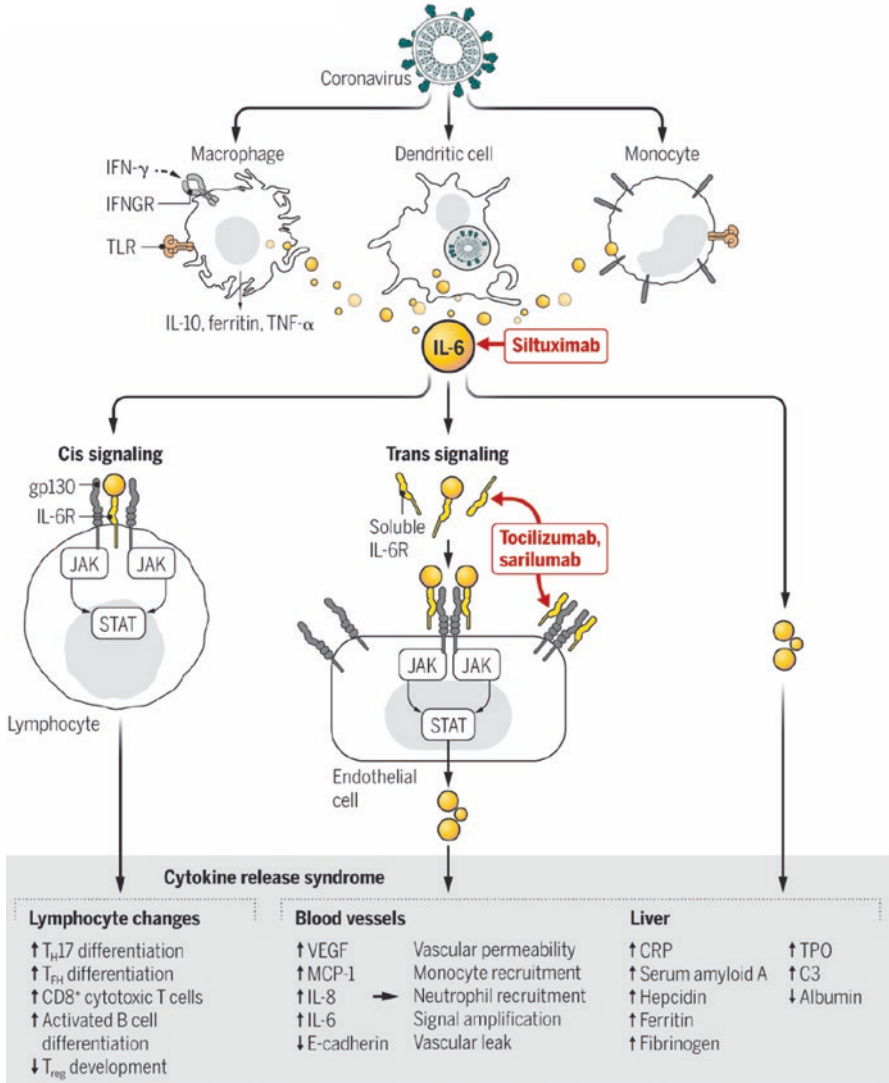 Coronavirus
Macrophage
Dendritic cell
Monocyte
IFN-γ
IFNGR
TLR
IL-10, ferritin, TNF-α
IL-6
Siltuximab
Cis signaling
Trans signaling
gp130
IL-6R
Soluble
IL-6R
Tocilizumab,
sarilumab
JAK
JAK
STAT
JAK
JAK
STAT
Lymphocyte
Endothelial
cell
Cytokine release syndrome
Lymphocyte changes
↑ TH17 differentiation
↑ TFH differentiation
↑ CD8+ cytotoxic T cells
↑ Activated B cell
differentiation
↓ Treg development
Blood vessels
↑ VEGF Vascular permeability
↑ MCP-1 Monocyte recruitment
↑ IL-8 → Neutrophil recruitment
↑ IL-6 Signal amplification
↓ E-cadherin Vascular leak
Liver
↑ CRP
↑ Serum amyloid A
↑ Hepcidin
↑ Ferritin
↑ Fibrinogen
↑ TPO
↑ C3
↓ Albumin